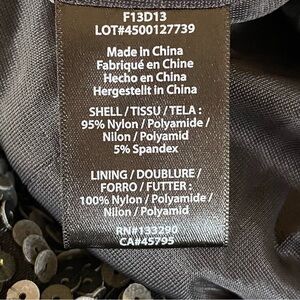 F13D13
LOT#4500127739
Made in China
Fabriqué en Chine
Hecho en China
Hergestellt in China
SHELL / TISSU / TELA :
95% Nylon / Polyamide /
Nilon / Polyamid
5% Spandex
LINING / DOUBLURE /
FORRO / FUTTER :
100% Nylon / Polyamide /
Nilon / Polyamid
RN#133290
CA#45795